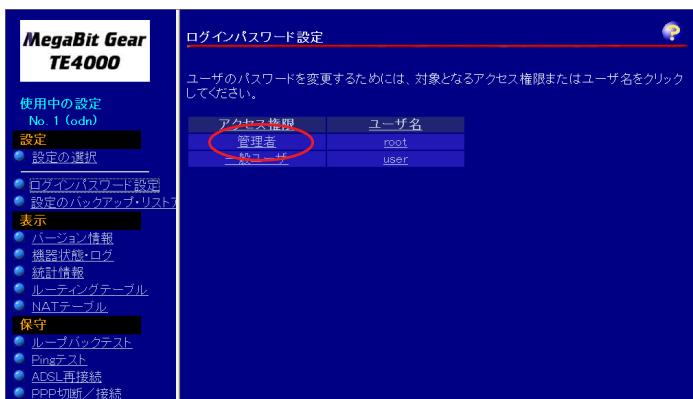 MegaBit Gear
TE4000
使用中の設定
No. 1 (odn)
設定
設定の選択
ログインパスワード設定
設定のバックアップ・リストア
表示
バージョン情報
機器状態・ログ
統計情報
ルーティングテーブル
NATテーブル
保守
ループバックテスト
Pingテスト
ADSL再接続
PPP切断／接続
ログインパスワード設定
?
ユーザのパスワードを変更するためには、対象となるアクセス権限またはユーザ名をクリック
してください。
アクセス権限 ユーザ名
管理者 root
一般ユーザ user